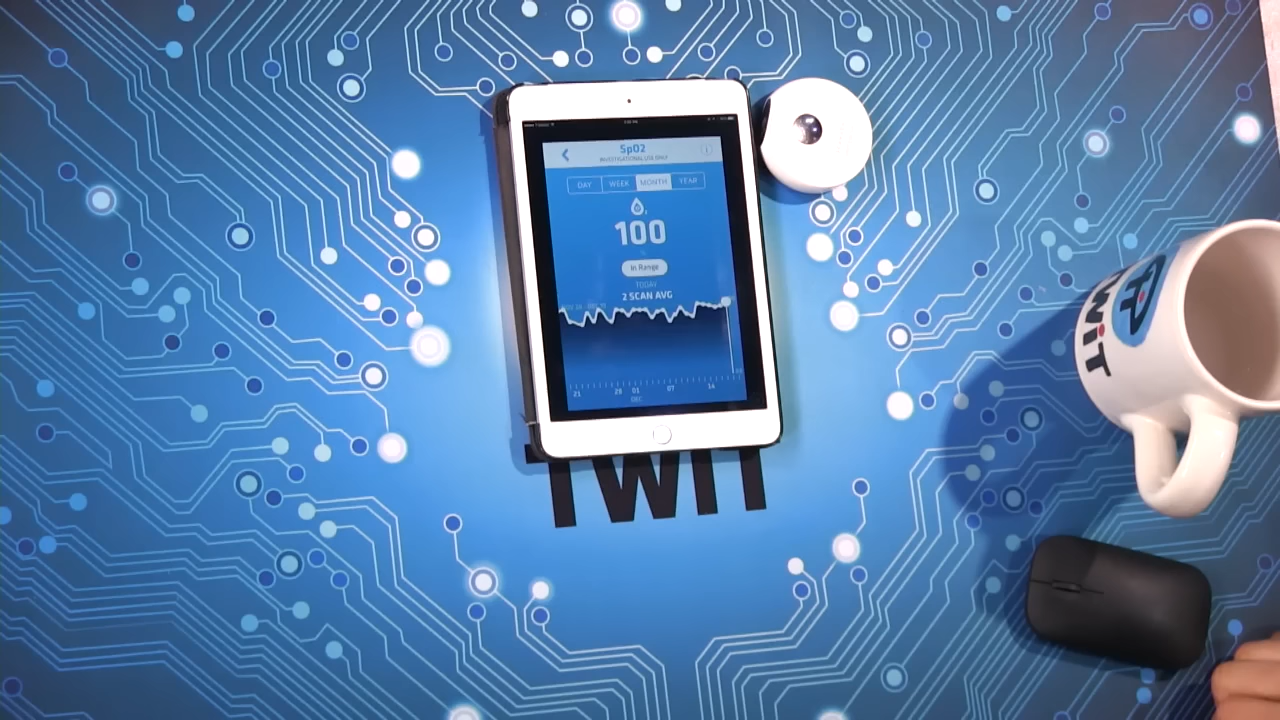 SpO2
INVESTIGATIONAL USE ONLY
DAY WEEK MONTH YEAR
100
In Range
TODAY
2 SCAN AVG
21 28 01 07 14
DEC
TWiT
TWiT